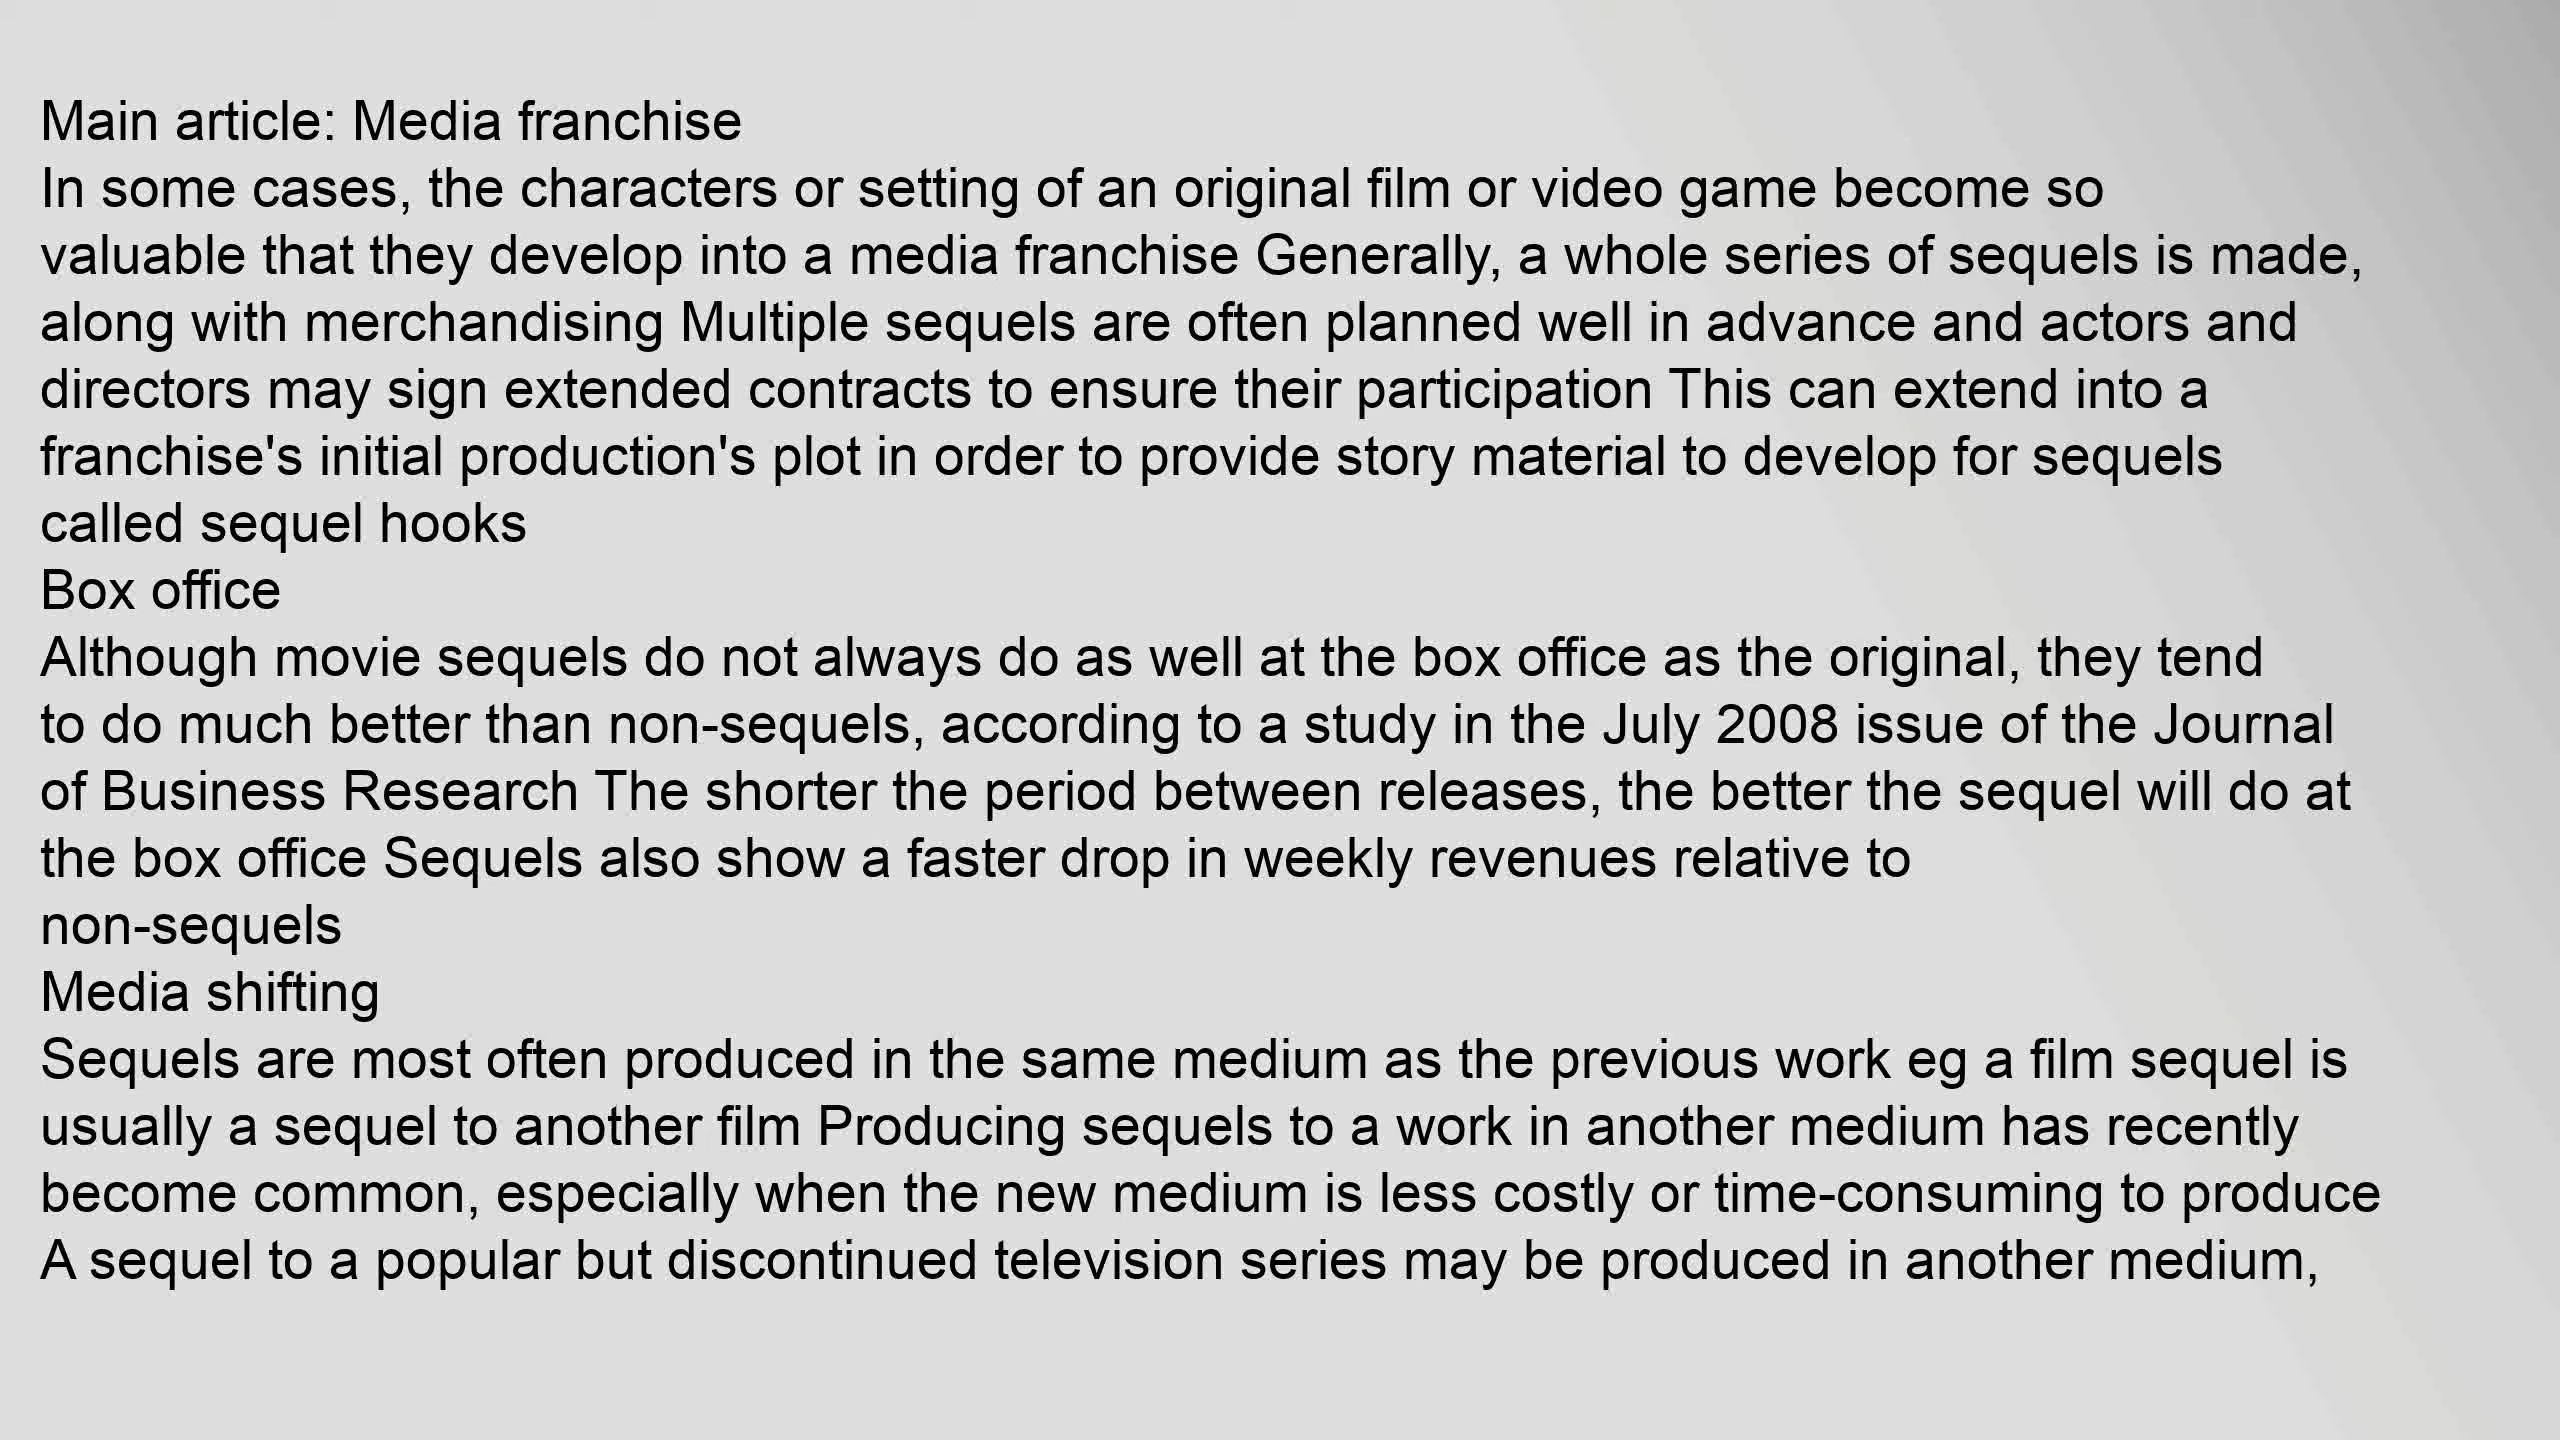 Main article: Media franchise
In some cases, the characters or setting of an original film or video game become so
valuable that they develop into a media franchise Generally, a whole series of sequels is made,
along with merchandising Multiple sequels are often planned well in advance and actors and
directors may sign extended contracts to ensure their participation This can extend into a
franchise's initial production's plot in order to provide story material to develop for sequels
called sequel hooks
Box office
Although movie sequels do not always do as well at the box office as the original, they tend
to do much better than non-sequels, according to a study in the July 2008 issue of the Journal
of Business Research The shorter the period between releases, the better the sequel will do at
the box office Sequels also show a faster drop in weekly revenues relative to
non-sequels
Media shifting
Sequels are most often produced in the same medium as the previous work eg a film sequel is
usually a sequel to another film Producing sequels to a work in another medium has recently
become common, especially when the new medium is less costly or time-consuming to produce
A sequel to a popular but discontinued television series may be produced in another medium,